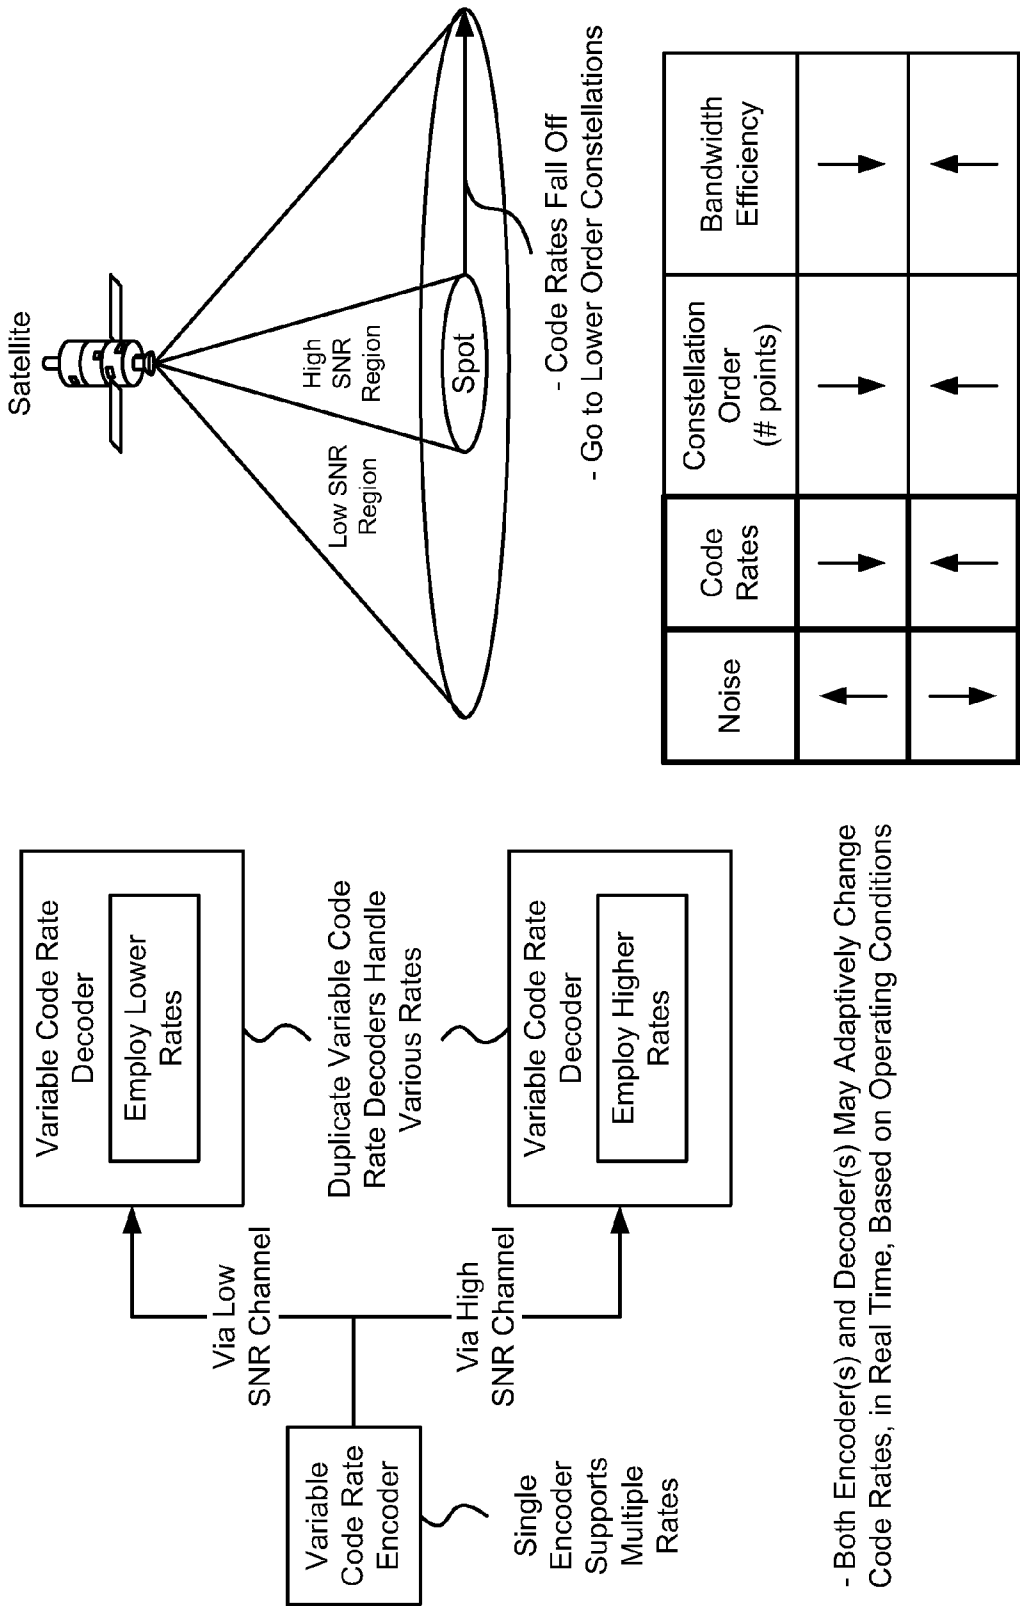 Variable
Code Rate
Encoder
Single
Encoder
Supports
Multiple
Rates
Via Low
SNR Channel
Via High
SNR Channel
Variable Code Rate
Decoder
Employ Lower
Rates
Duplicate Variable Code
Rate Decoders Handle
Various Rates
Variable Code Rate
Decoder
Employ Higher
Rates
- Both Encoder(s) and Decoder(s) May Adaptively Change
Code Rates, in Real Time, Based on Operating Conditions
Satellite
Low SNR
Region
High
SNR
Region
Spot
- Code Rates Fall Off
- Go to Lower Order Constellations
Noise
Code
Rates
Constellation
Order
(# points)
Bandwidth
Efficiency